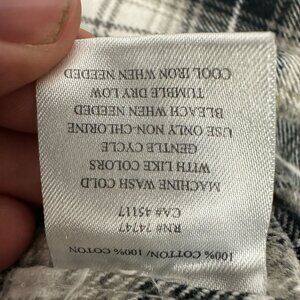 100% COTTON/ 100% COTON
RN# 74747
CA# 45117
MACHINE WASH COLD
WITH LIKE COLORS
GENTLE CYCLE
USE ONLY NON-CHLORINE
BLEACH WHEN NEEDED
TUMBLE DRY LOW
COOL IRON WHEN NEEDED